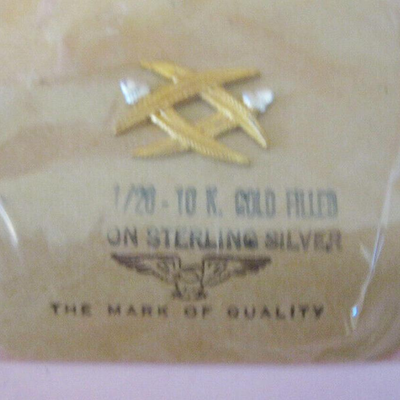 1/20 - 10 K. GOLD FILLED
ON STERLING SILVER
THE MARK OF QUALITY